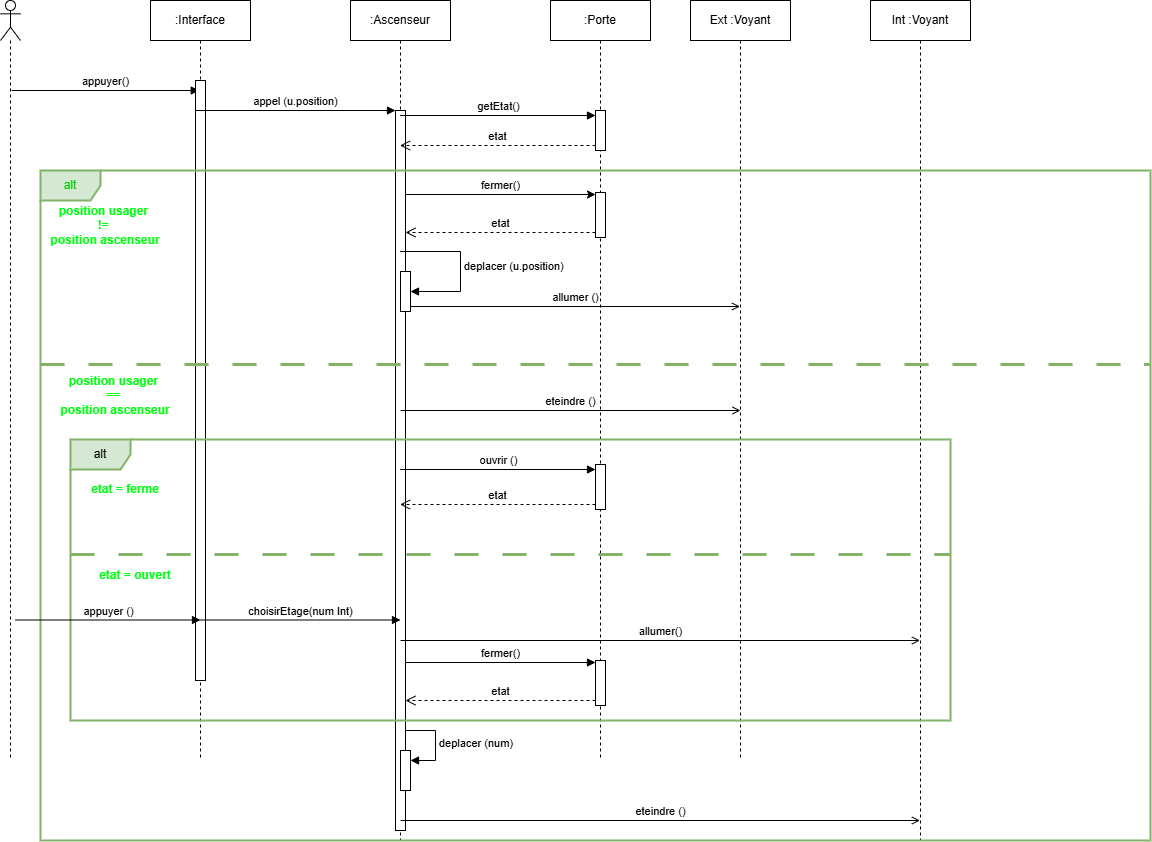 :Interface
:Ascenseur
:Porte
Ext :Voyant
Int :Voyant
appuyer()
appel (u.position)
getEtat()
etat
alt
position usager
!=
position ascenseur
fermer()
etat
deplacer (u.position)
allumer ()
position usager
==
position ascenseur
eteindre ()
alt
ouvrir ()
etat = ferme
etat
etat = ouvert
appuyer ()
choisirEtage(num Int)
allumer()
fermer()
etat
deplacer (num)
eteindre ()